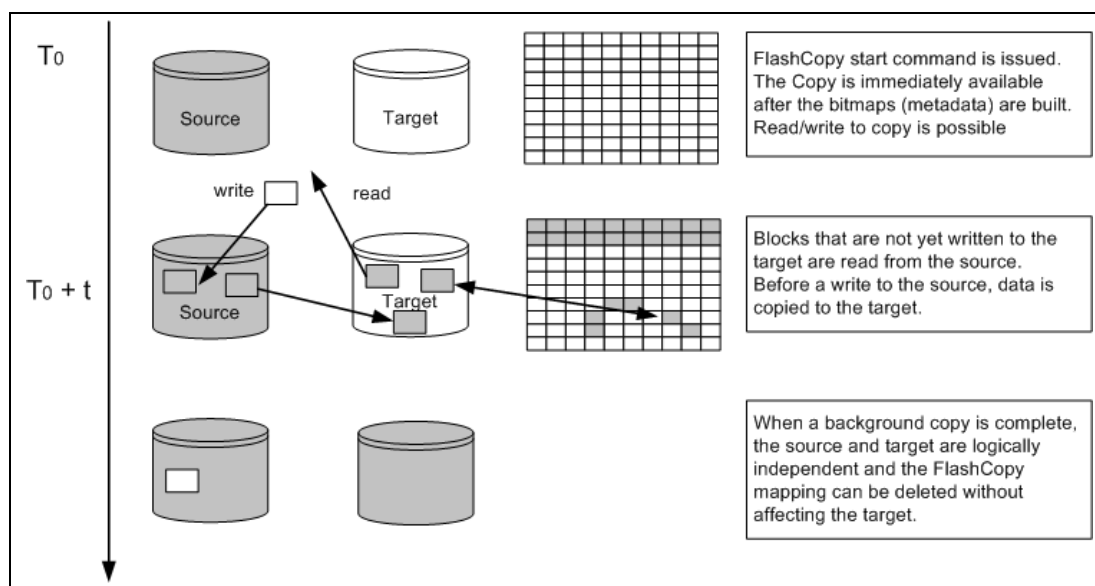 T0
Source
Target
FlashCopy start command is issued.
The Copy is immediately available
after the bitmaps (metadata) are built.
Read/write to copy is possible
write
read
T0 + t
Source
Target
Blocks that are not yet written to the
target are read from the source.
Before a write to the source, data is
copied to the target.
When a background copy is complete,
the source and target are logically
independent and the FlashCopy
mapping can be deleted without
affecting the target.